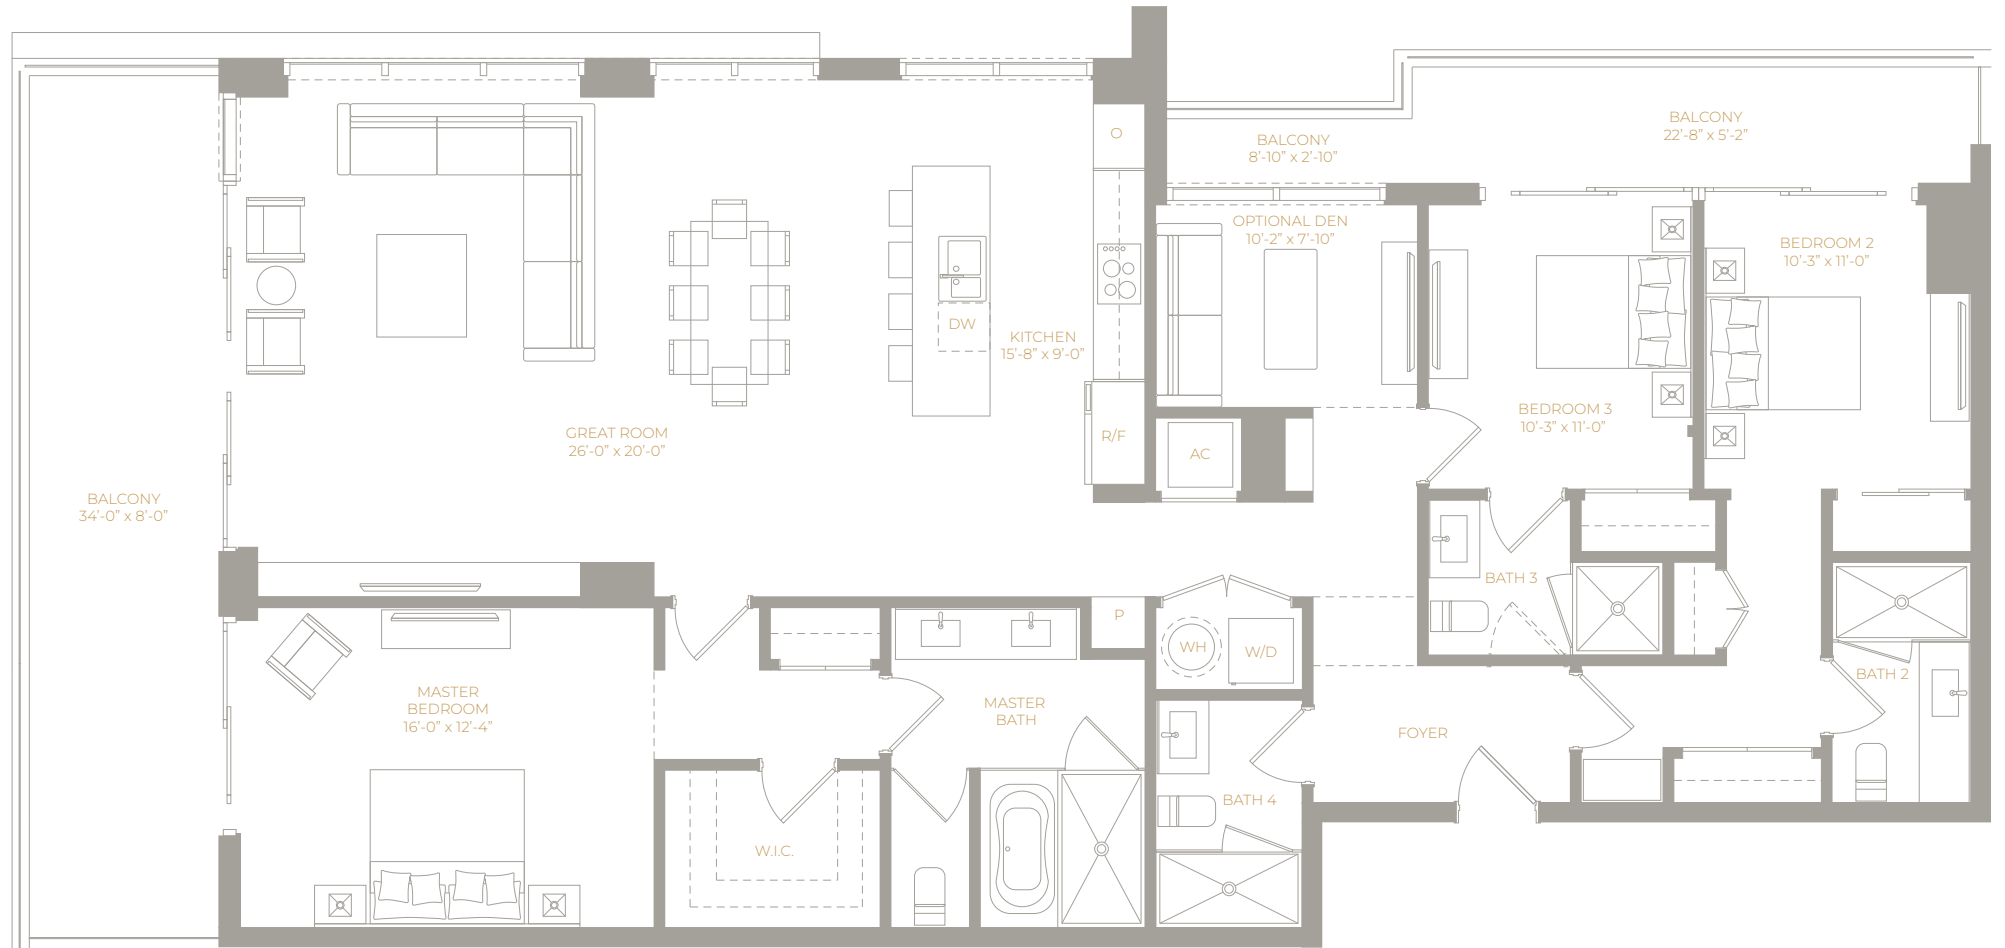 BALCONY
22'-8” x 5'-2”
BALCONY
8'-10” x 2'-10”
O
OPTIONAL DEN
10'-2” x 7'-10”
BEDROOM 2
10'-3” x 11'-0”
DW
KITCHEN
15'-8” x 9'-0”
BEDROOM 3
10'-3” x 11'-0”
GREAT ROOM
26'-0” x 20'-0”
R/F
AC
BALCONY
34'-0” x 8'-0”
BATH 3
P
WH
W/D
BATH 2
MASTER
BEDROOM
16'-0” x 12'-4”
MASTER
BATH
FOYER
BATH 4
W.I.C.